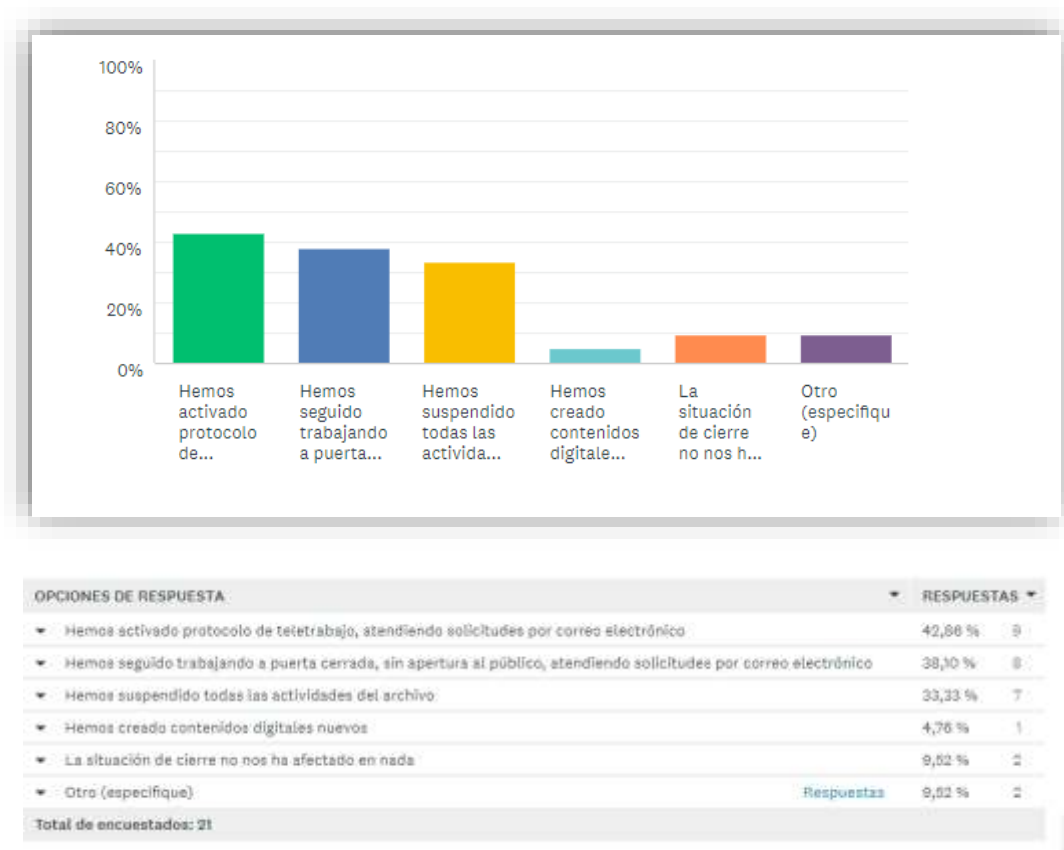 100%
80%
60%
40%
20%
0%
Hemos activado protocolo de...
Hemos seguido trabajando a puerta...
Hemos suspendido todas las activida...
Hemos creado contenidos digitale...
La situación de cierre no nos h...
Otro (especifique)
OPCIONES DE RESPUESTA RESPUESTAS
Hemos activado protocolo de teletrabajo, atendiendo solicitudes por correo electrónico 42,86 % 9
Hemos seguido trabajando a puerta cerrada, sin apertura al público, atendiendo solicitudes por correo electrónico 38,10 % 8
Hemos suspendido todas las actividades del archivo 33,33 % 7
Hemos creado contenidos digitales nuevos 4,76 % 1
La situación de cierre no nos ha afectado en nada 9,52 % 2
Otro (especifique) Respuestas 9,52 % 2
Total de encuestados: 21